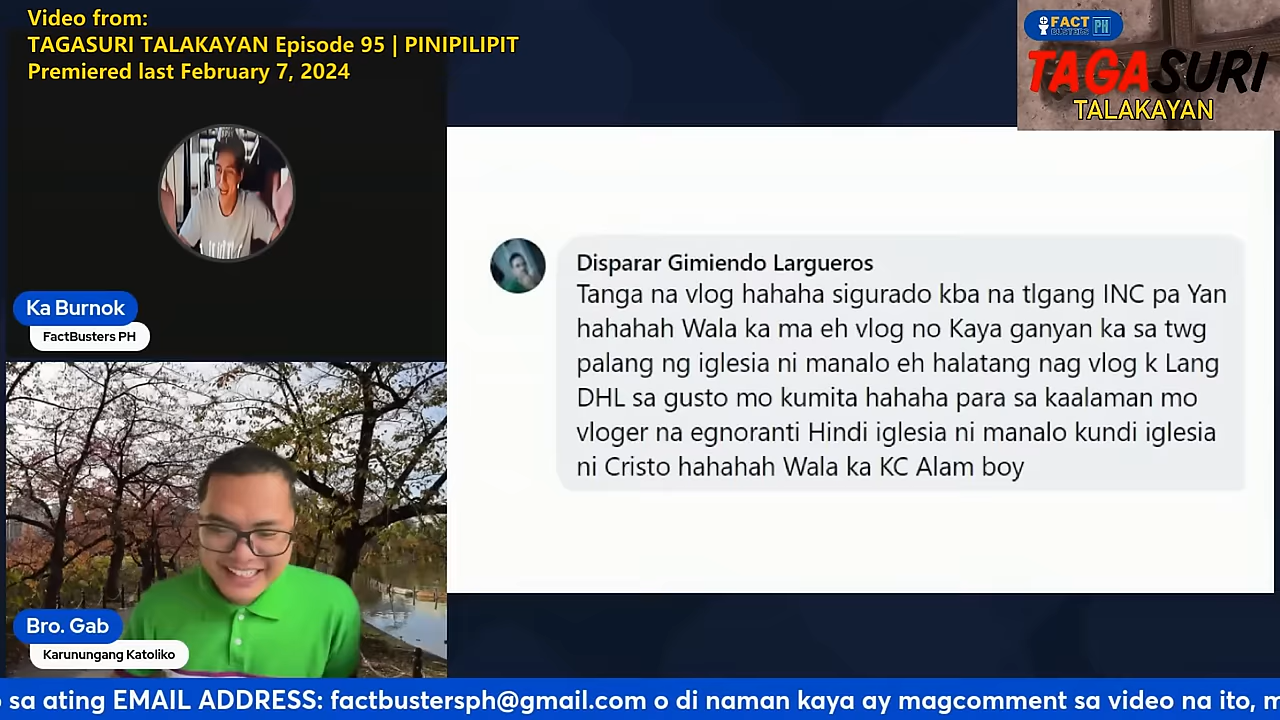 Video from:
TAGASURI TALAKAYAN Episode 95 | PINIPILIPIT
Premiered last February 7, 2024
FACT
BUSTERS
PH
TAGASURI
TALAKAYAN
Ka Burnok
FactBusters PH
Disparar Gimiendo Largueros
Tanga na vlog hahaha sigurado kba na tlgang INC pa Yan
hahahah Wala ka ma eh vlog no Kaya ganyan ka sa twg
palang ng iglesia ni manalo eh halatang nag vlog k Lang
DHL sa gusto mo kumita hahaha para sa kaalaman mo
vloger na egnoranti Hindi iglesia ni manalo kundi iglesia
ni Cristo hahahah Wala ka KC Alam boy
Bro. Gab
Karunungang Katoliko
sa ating EMAIL ADDRESS: factbustersph@gmail.com o di naman kaya ay magcomment sa video na ito,